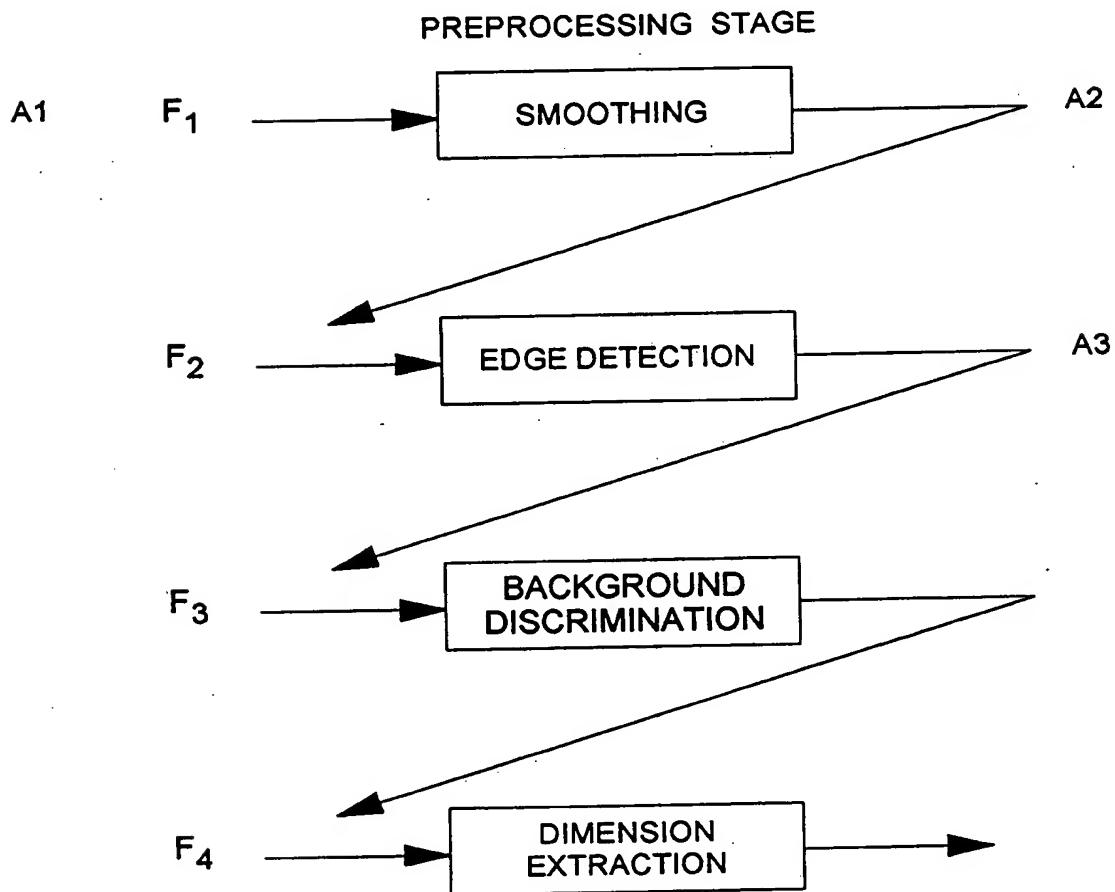 PREPROCESSING STAGE
A1 F₁ SMOOTHING A2
F₂ EDGE DETECTION A3
F₃ BACKGROUND
DISCRIMINATION
F₄ DIMENSION
EXTRACTION